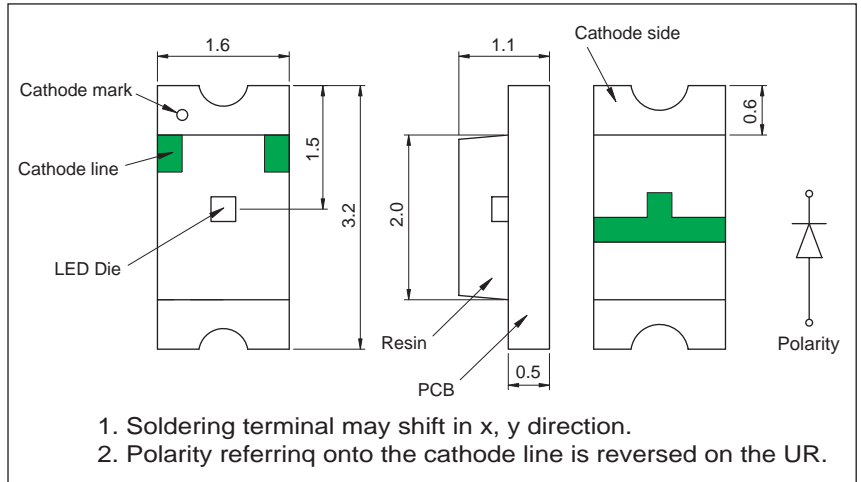 1.6
1.1
Cathode side
Cathode mark
0.6
1.5
Cathode line
3.2
2.0
LED Die
Resin
Polarity
0.5
PCB
1. Soldering terminal may shift in x, y direction.
2. Polarity referrinq onto the cathode line is reversed on the UR.